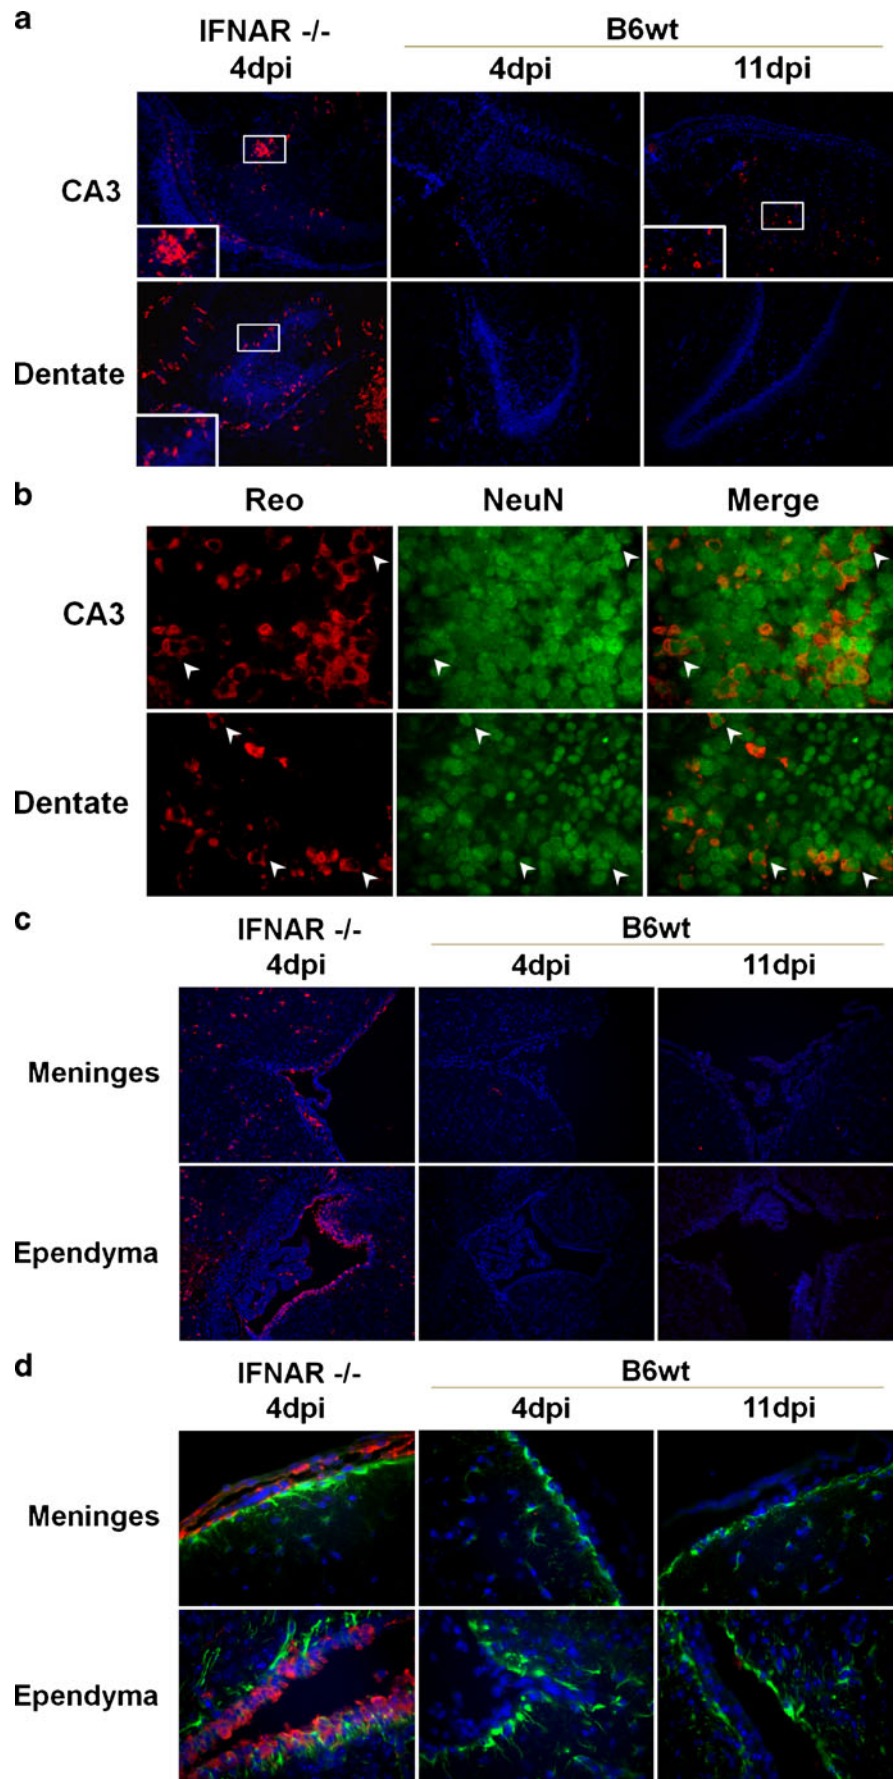 a
IFNAR -/-
B6wt
4dpi
4dpi
11dpi
CA3
Dentate
b
Reo
NeuN
Merge
CA3
Dentate
c
IFNAR -/-
B6wt
4dpi
4dpi
11dpi
Meninges
Ependyma
d
IFNAR -/-
B6wt
4dpi
4dpi
11dpi
Meninges
Ependyma